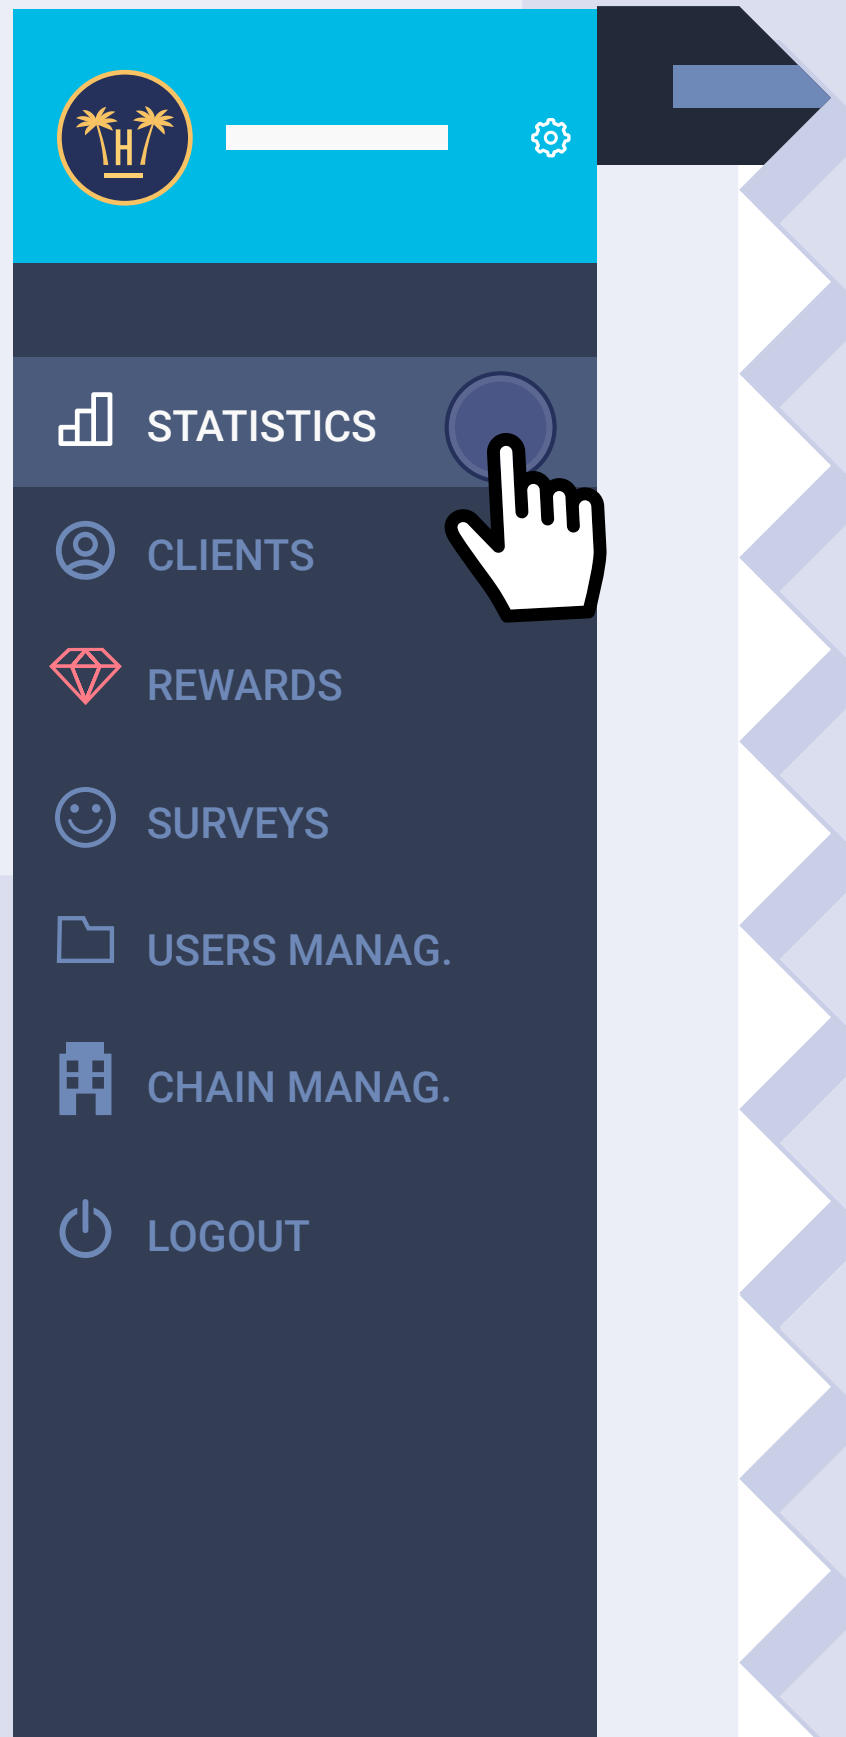 H
STATISTICS
CLIENTS
REWARDS
SURVEYS
USERS MANAG.
CHAIN MANAG.
LOGOUT